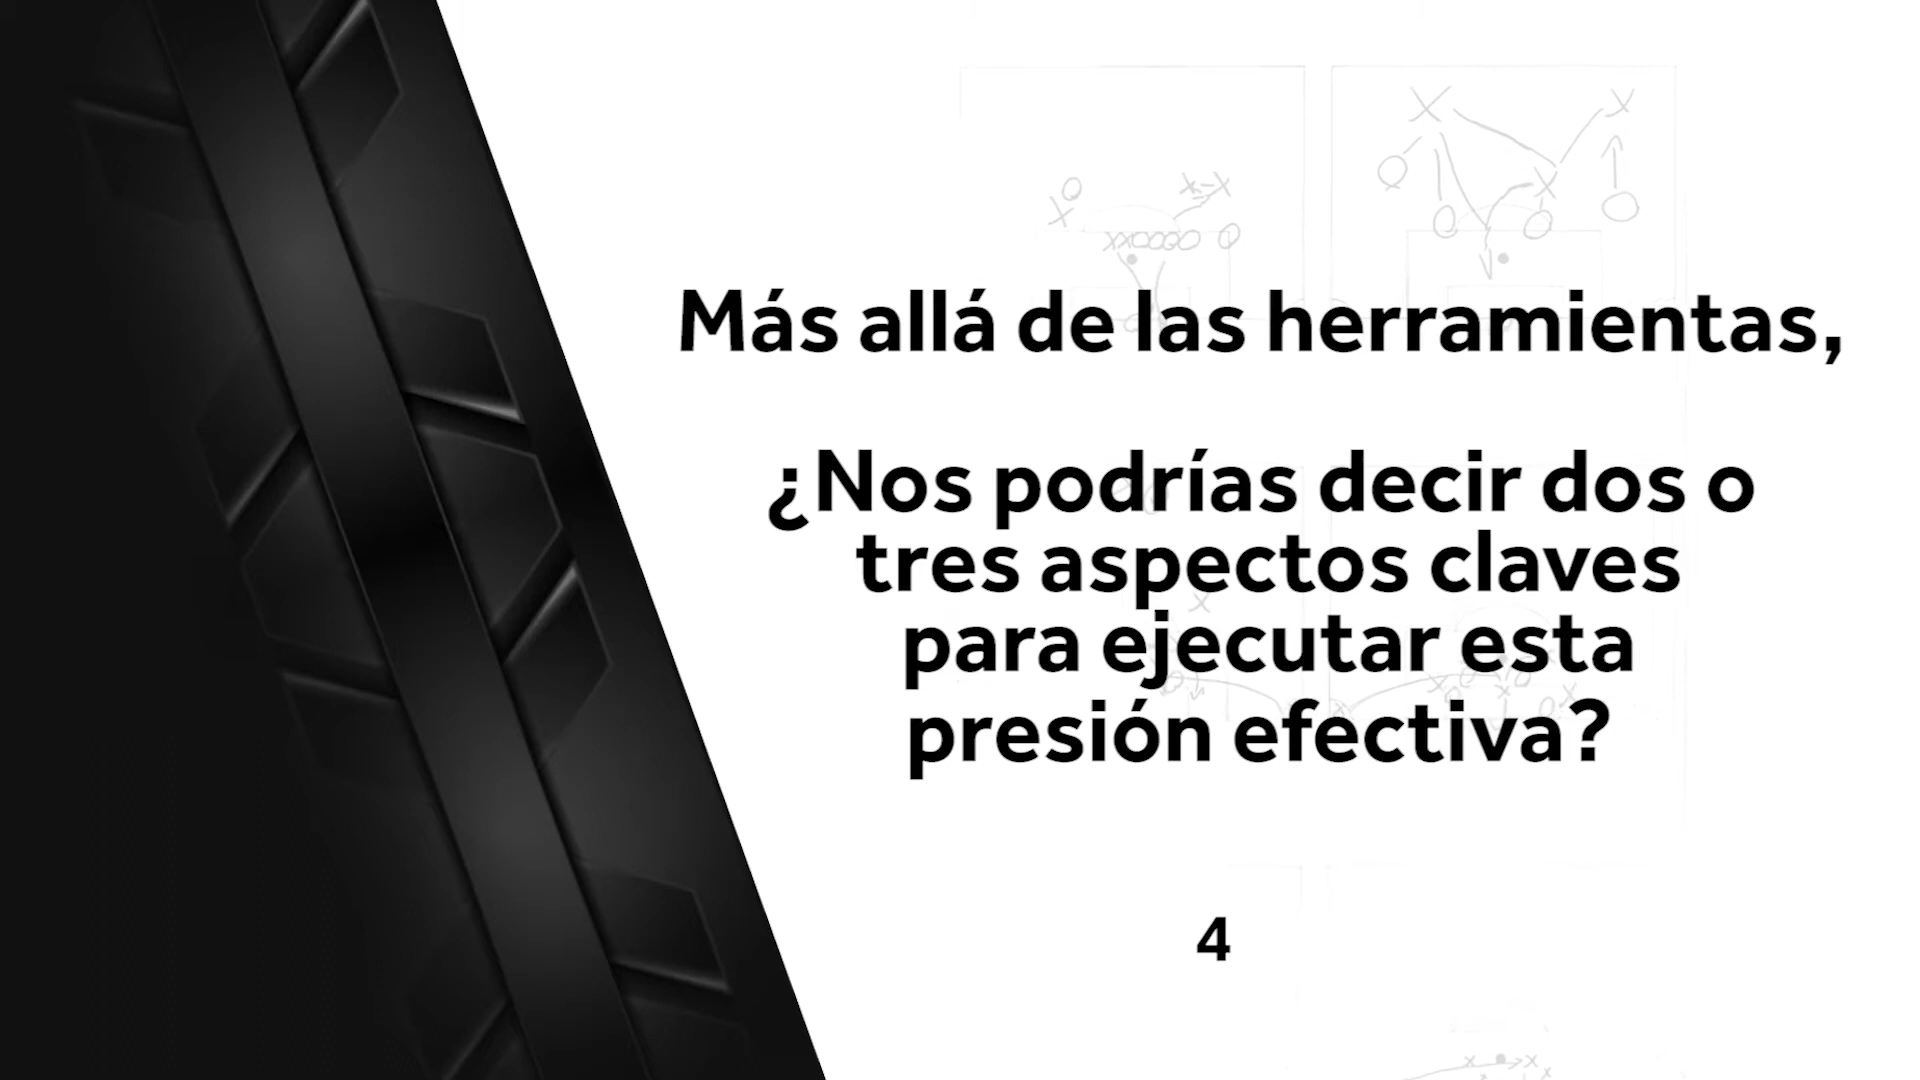 Más allá de las herramientas,
¿Nos podrías decir dos o
tres aspectos claves
para ejecutar esta
presión efectiva?
4